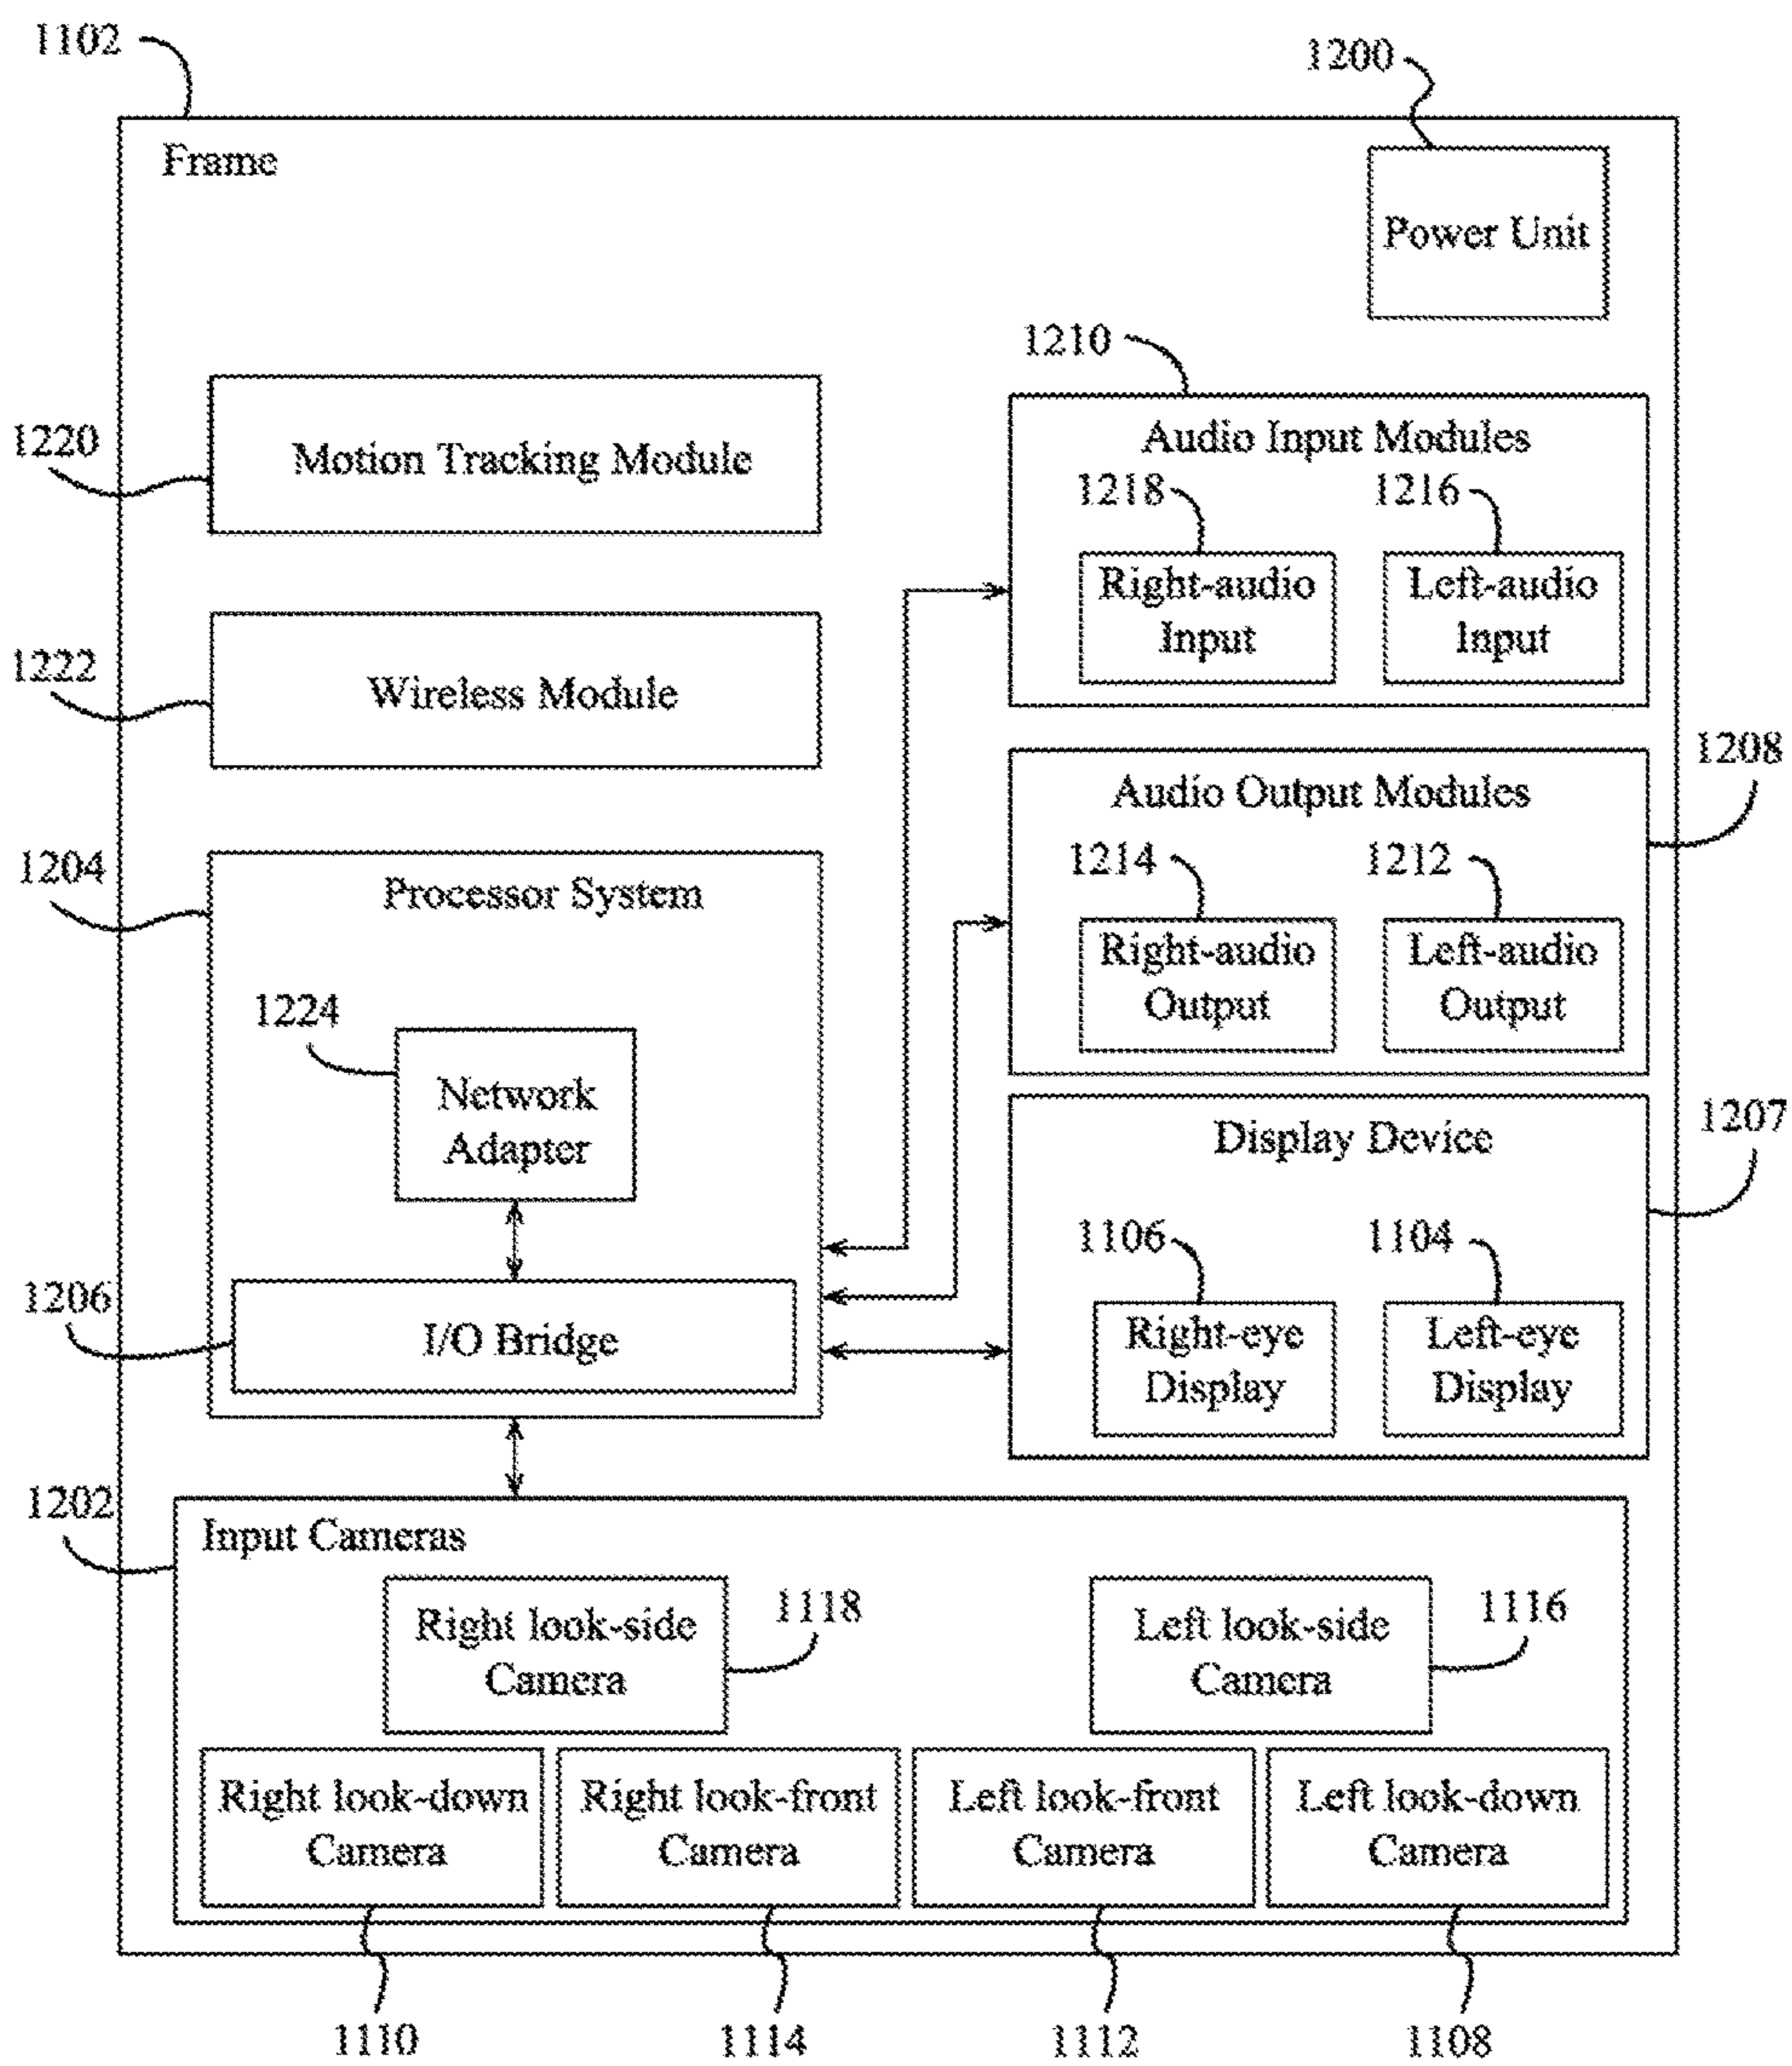 1102
1200
Frame
Power Unit
1210
Audio Input Modules
1220
Motion Tracking Module
1218
1216
Right-audio
Input
Left-audio
Input
1222
Wireless Module
1208
Audio Output Modules
1204
Processor System
1214
1212
Right-audio
Output
Left-audio
Output
1224
Network
Adapter
1207
Display Device
1106
1104
1206
I/O Bridge
Right-eye
Display
Left-eye
Display
1202
Input Cameras
Right look-side
Camera
1118
Left look-side
Camera
1116
Right look-down
Camera
Right look-front
Camera
Left look-front
Camera
Left look-down
Camera
1110
1114
1112
1108